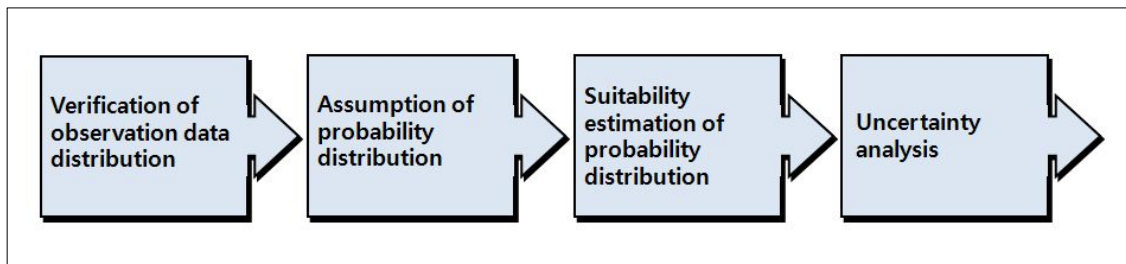 Verification of
observation data
distribution
Assumption of
probability
distribution
Suitability
estimation of
probability
distribution
Uncertainty
analysis